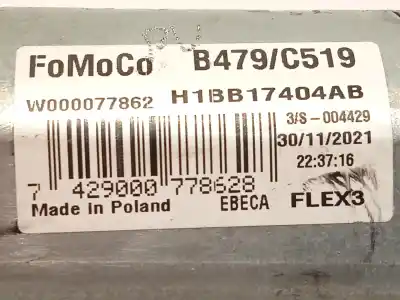 FoMoCo B479/C519
W000077862 H1BB17404AB
3/S-004429
30/11/2021
22:37:16
7 429000 778628
Made in Poland EBECA FLEX3